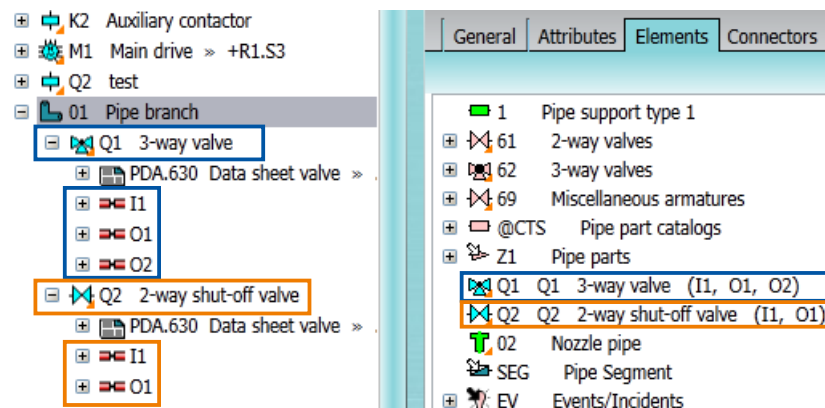 K2 Auxiliary contactor
M1 Main drive » +R1.S3
Q2 test
01 Pipe branch
Q1 3-way valve
PDA.630 Data sheet valve » .
I1
O1
O2
Q2 2-way shut-off valve
PDA.630 Data sheet valve » .
I1
O1
General Attributes Elements Connectors
1 Pipe support type 1
61 2-way valves
62 3-way valves
69 Miscellaneous armatures
@CTS Pipe part catalogs
Z1 Pipe parts
Q1 Q1 3-way valve (I1, O1, O2)
Q2 Q2 2-way shut-off valve (I1, O1)
02 Nozzle pipe
SEG Pipe Segment
EV Events/Incidents